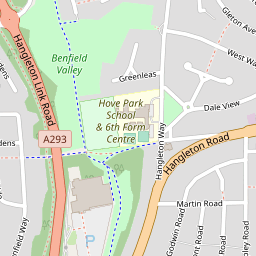 Gleton Aven
Benfield
Valley
West Way
Greenleas
Hangleton Link Road
Hove Park
School
& 6th Form
Centre
Dale View
A293
Hangleton Way
Hangleton Road
Martin Road
Benfield Way
P
Godwin Road